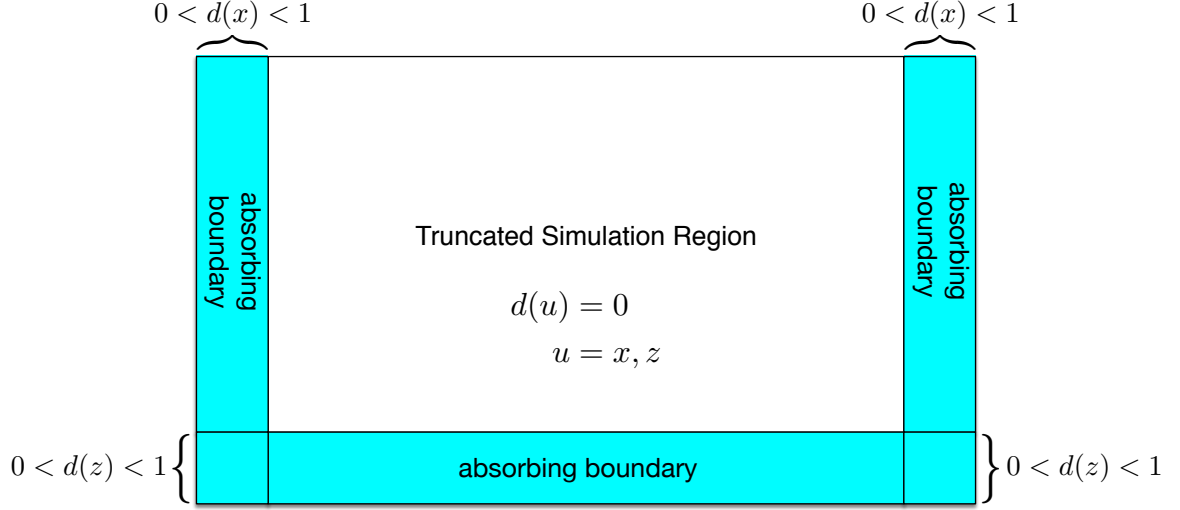 0 < d(x) < 1
0 < d(x) < 1
absorbing
boundary
absorbing
boundary
Truncated Simulation Region
d(u) = 0
u = x, z
0 < d(z) < 1
absorbing boundary
0 < d(z) < 1